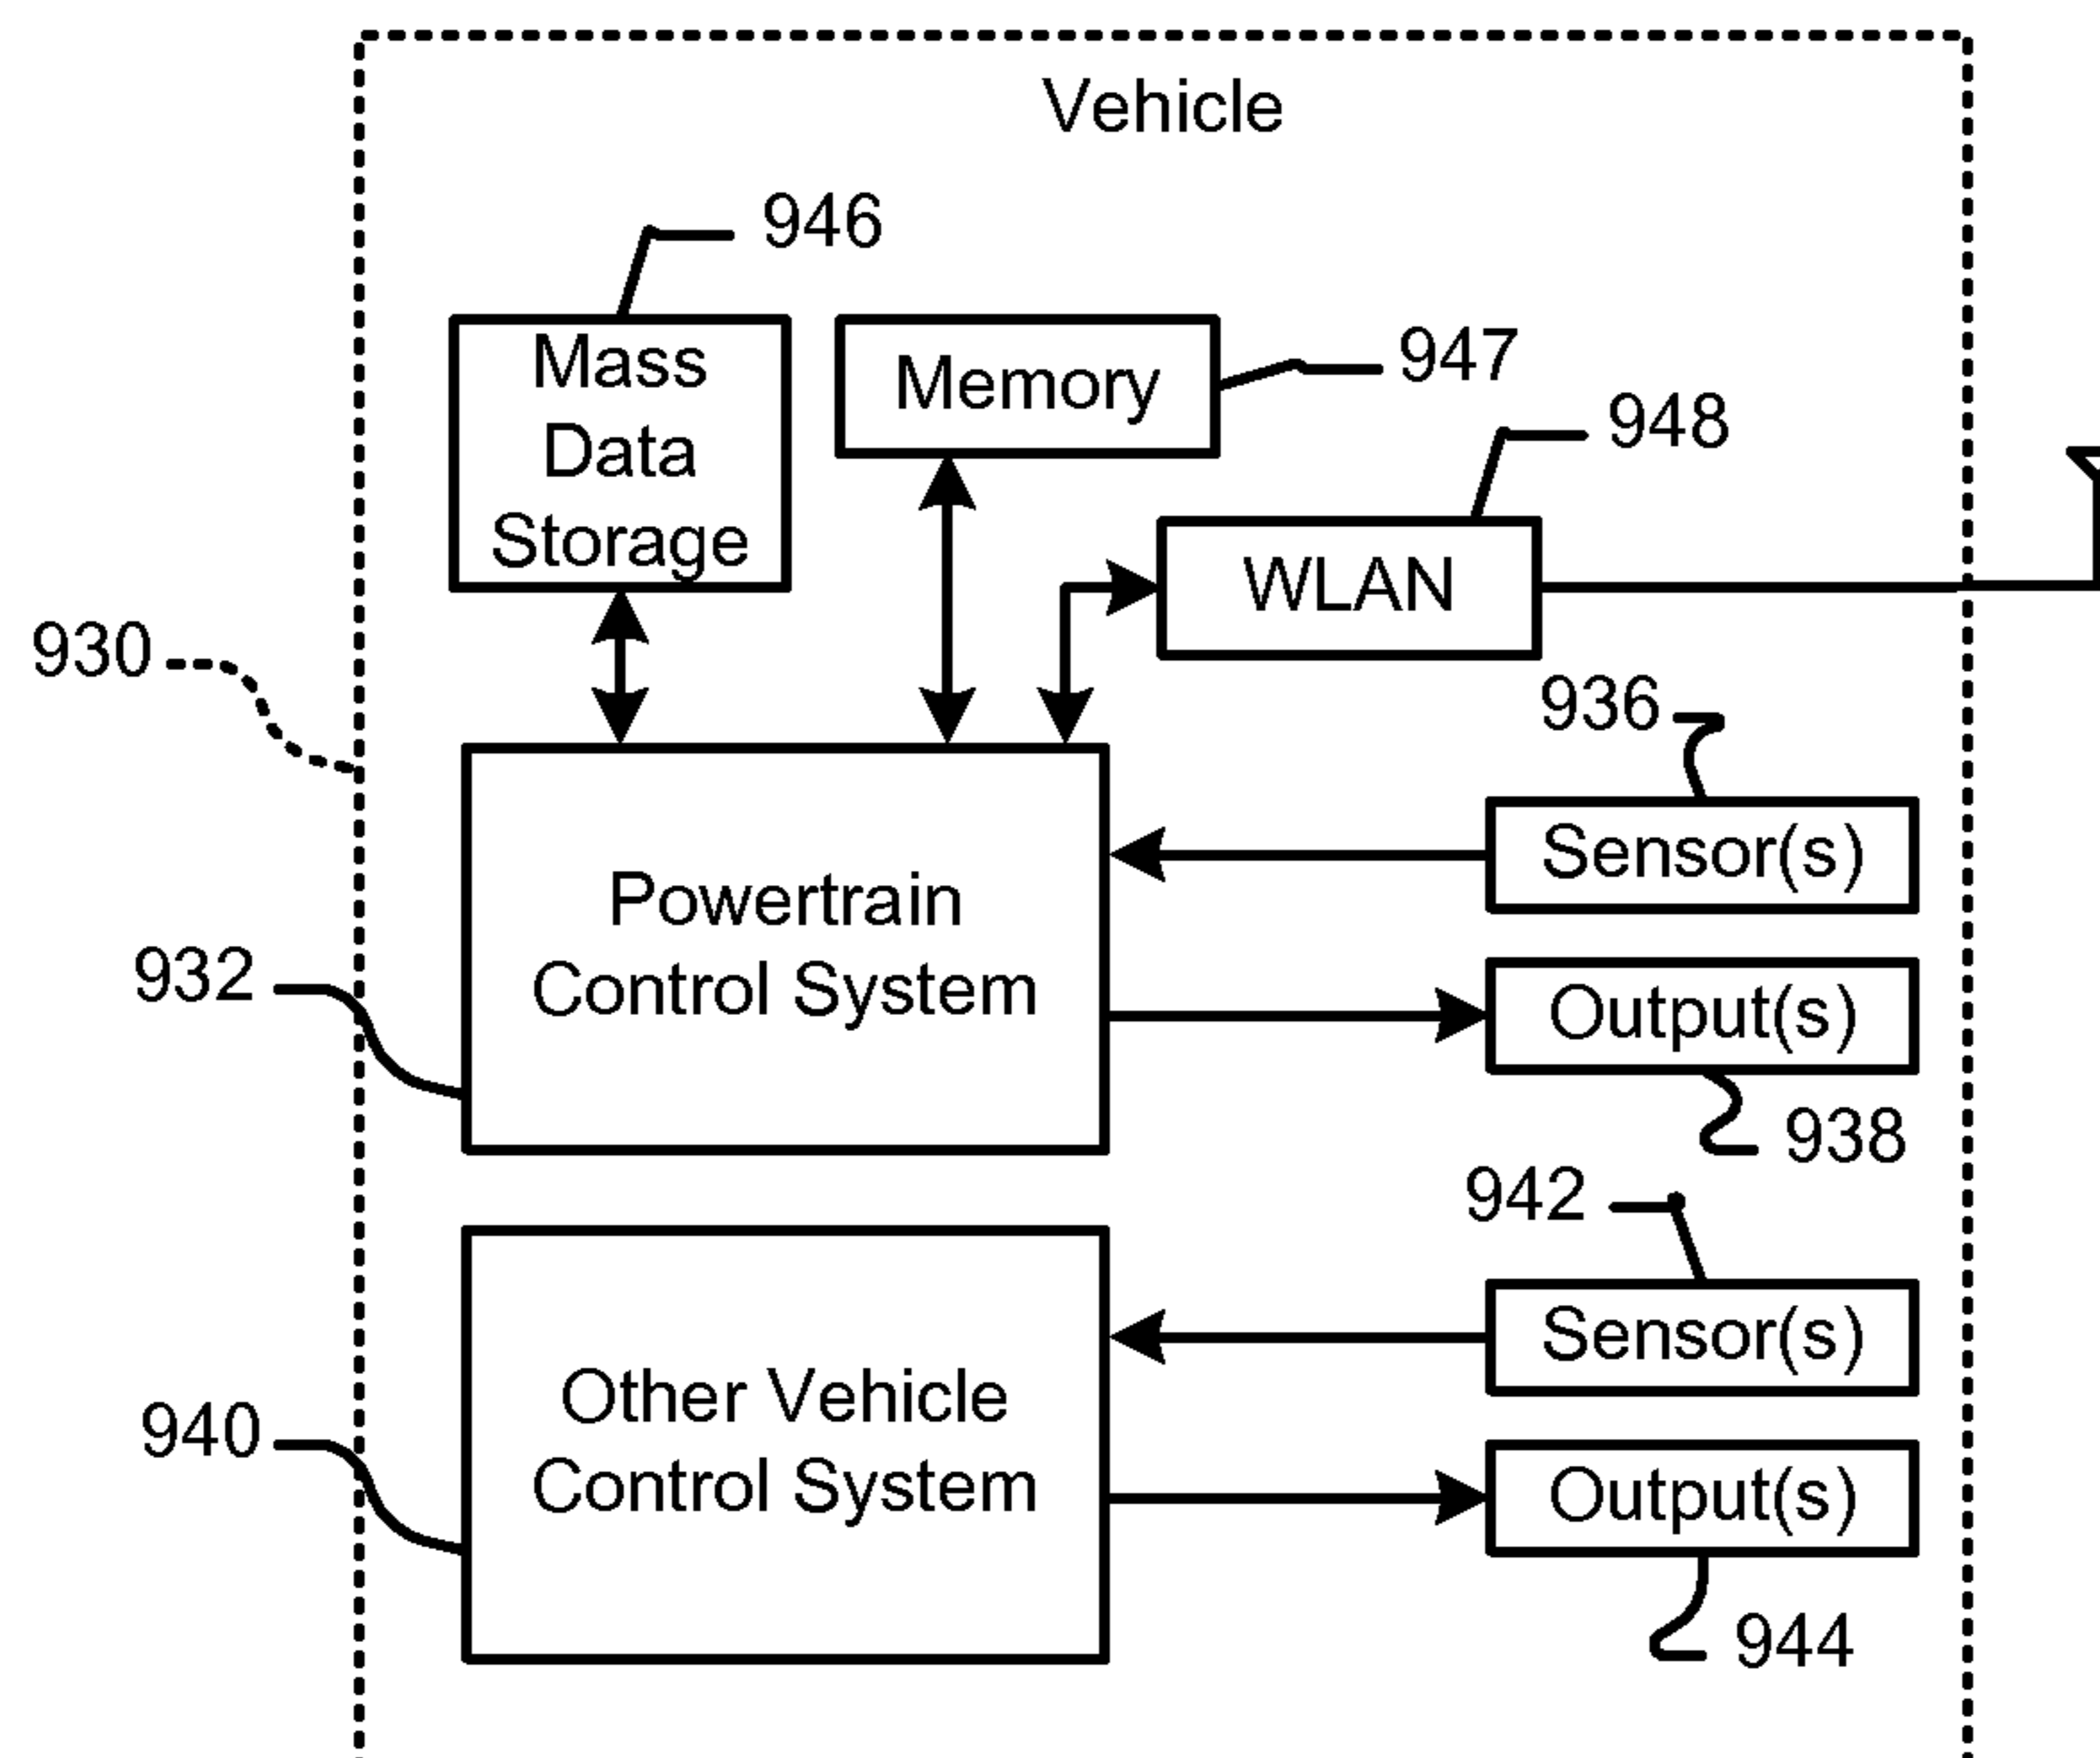 Vehicle
946
Mass
Data
Storage
Memory
947
948
WLAN
930
936
Sensor(s)
Powertrain
Control System
932
Output(s)
938
942
Sensor(s)
Other Vehicle
Control System
940
Output(s)
944